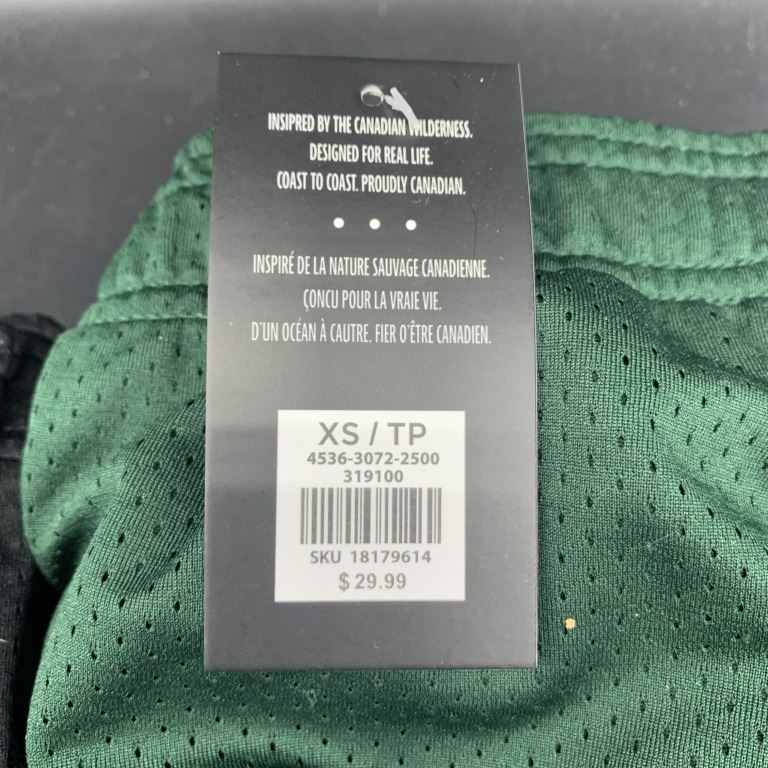 INSIPRED BY THE CANADIAN WILDERNESS.
DESIGNED FOR REAL LIFE.
COAST TO COAST. PROUDLY CANADIAN.
INSPIRÉ DE LA NATURE SAUVAGE CANADIENNE.
ÇONCU POUR LA VRAIE VIE.
D'UN OCÉAN À CAUTRE. FIER O'ÊTRE CANADIEN.
XS / TP
4536-3072-2500
319100
SKU 18179614
$ 29.99